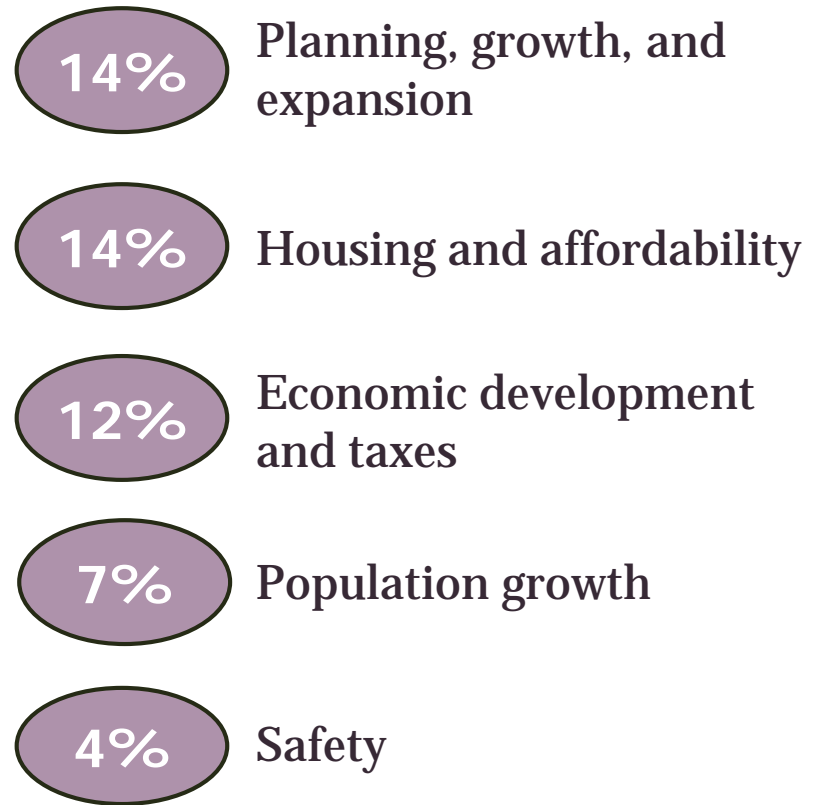 14%
Planning, growth, and
expansion
14%
Housing and affordability
12%
Economic development
and taxes
7%
Population growth
4%
Safety